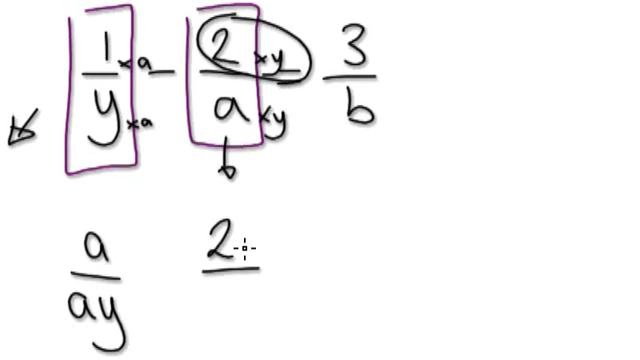 1/y ×a ×a − 2/a ×y ×y − 3/b
b
a/ay 2